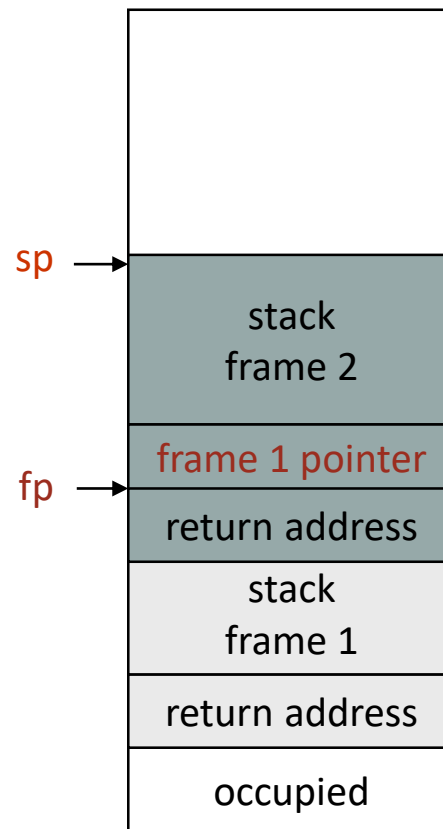 sp
stack
frame 2
frame 1 pointer
fp
return address
stack
frame 1
return address
occupied